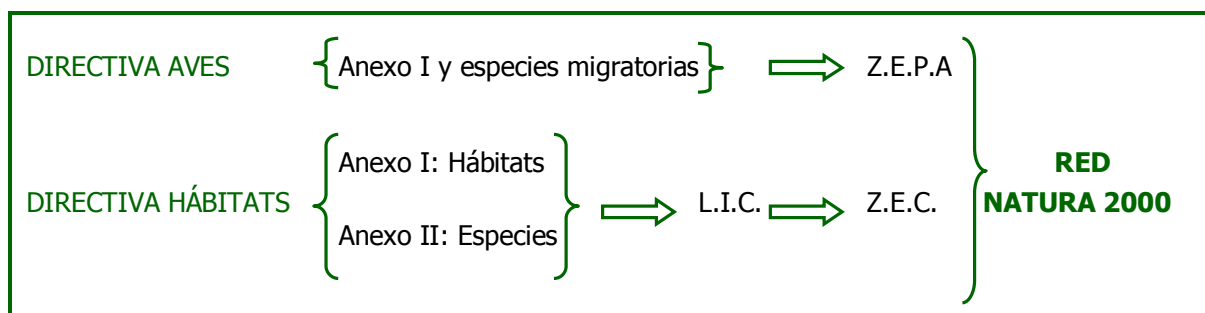 DIRECTIVA AVES
Anexo I y especies migratorias
Z.E.P.A
DIRECTIVA HÁBITATS
Anexo I: Hábitats
Anexo II: Especies
L.I.C.
Z.E.C.
RED
NATURA 2000